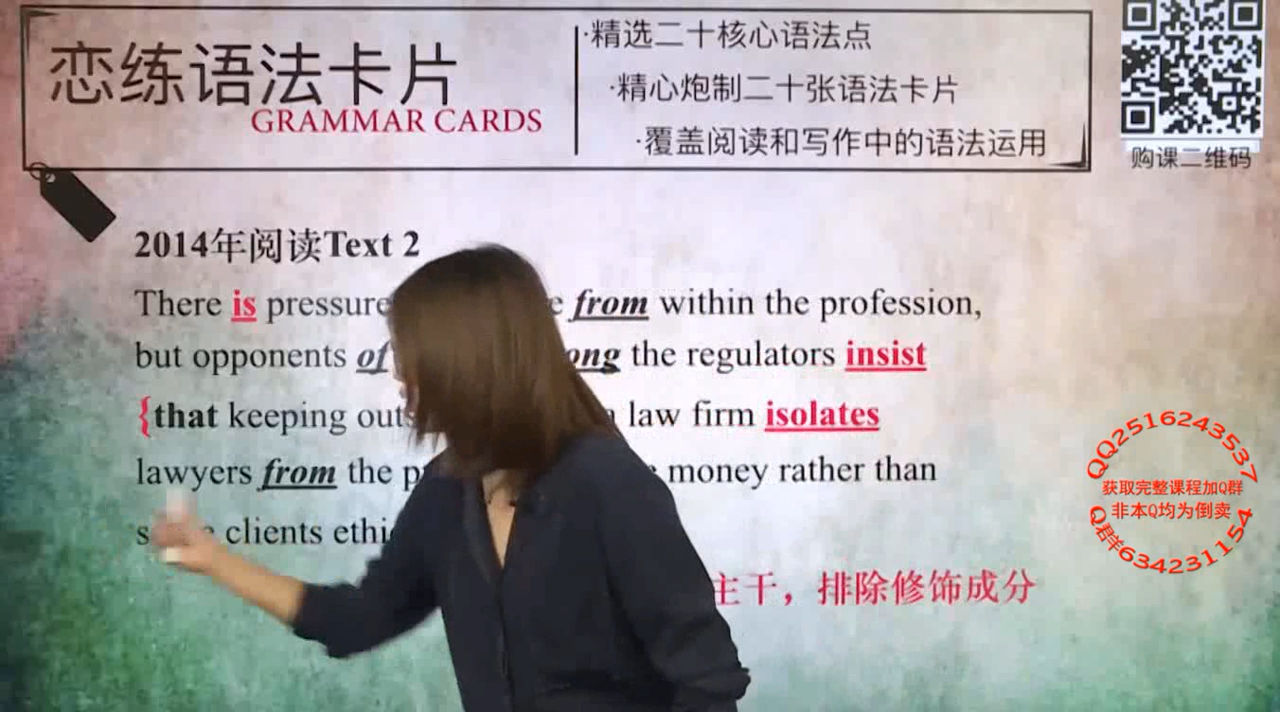 恋练语法卡片
GRAMMAR CARDS
·精选二十核心语法点
·精心炮制二十张语法卡片
·覆盖阅读和写作中的语法运用
购课二维码
2014年阅读Text 2
There is pressure from within the profession,
but opponents of the regulators insist
{that keeping law firm isolates
lawyers from the money rather than
clients
主干，排除修饰成分
QQ2516243537
获取完整课程加Q群
非本Q均为倒卖
Q群634231154